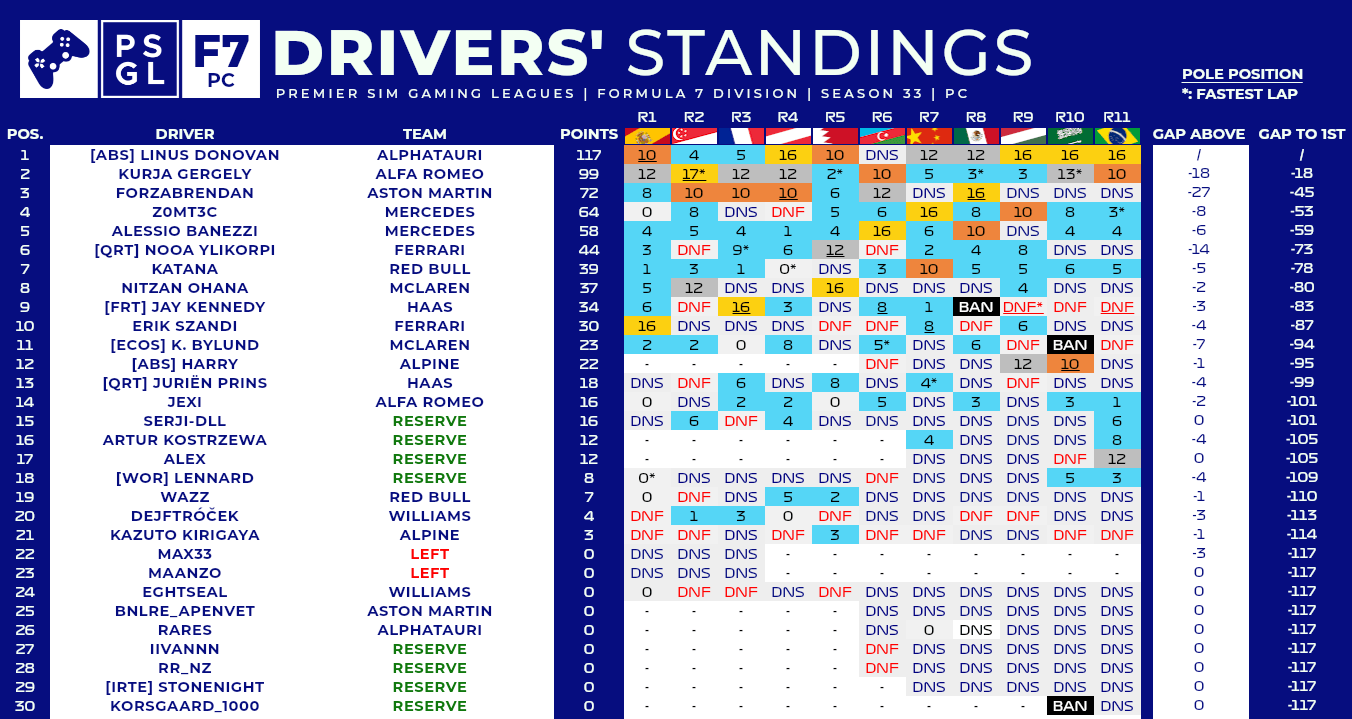 PS
GL
F7
PC
DRIVERS' STANDINGS
PREMIER SIM GAMING LEAGUES | FORMULA 7 DIVISION | SEASON 33 | PC
POLE POSITION
*: FASTEST LAP
R1 R2 R3 R4 R5 R6 R7 R8 R9 R10 R11
POS. DRIVER TEAM POINTS GAP ABOVE GAP TO 1ST
1 [ABS] LINUS DONOVAN ALPHATAURI 117 10 4 5 16 10 DNS 12 12 16 16 16 / /
2 KURJA GERGELY ALFA ROMEO 99 12 17* 12 12 2* 10 5 3* 3 13* 10 -18 -18
3 FORZABRENDAN ASTON MARTIN 72 8 10 10 10 6 12 DNS 16 DNS DNS DNS -27 -45
4 Z0MT3C MERCEDES 64 0 8 DNS DNF 5 6 16 8 10 8 3* -8 -53
5 ALESSIO BANEZZI MERCEDES 58 4 5 4 1 4 16 6 10 DNS 4 4 -6 -59
6 [QRT] NOOA YLIKORPI FERRARI 44 3 DNF 9* 6 12 DNF 2 4 8 DNS DNS -14 -73
7 KATANA RED BULL 39 1 3 1 0* DNS 3 10 5 5 6 5 -5 -78
8 NITZAN OHANA MCLAREN 37 5 12 DNS DNS 16 DNS DNS DNS 4 DNS DNS -2 -80
9 [FRT] JAY KENNEDY HAAS 34 6 DNF 16 3 DNS 8 1 BAN DNF* DNF DNF -3 -83
10 ERIK SZANDI FERRARI 30 16 DNS DNS DNS DNF DNF 8 DNF 6 DNS DNS -4 -87
11 [ECOS] K. BYLUND MCLAREN 23 2 2 0 8 DNS 5* DNS 6 DNF BAN DNF -7 -94
12 [ABS] HARRY ALPINE 22 - - - - - DNF DNS DNS 12 10 DNS -1 -95
13 [QRT] JURIËN PRINS HAAS 18 DNS DNF 6 DNS 8 DNS 4* DNS DNF DNS DNS -4 -99
14 JEXI ALFA ROMEO 16 0 DNS 2 2 0 5 DNS 3 DNS 3 1 -2 -101
15 SERJI-DLL RESERVE 16 DNS 6 DNF 4 DNS DNS DNS DNS DNS DNS 6 0 -101
16 ARTUR KOSTRZEWA RESERVE 12 - - - - - - 4 DNS DNS DNS 8 -4 -105
17 ALEX RESERVE 12 - - - - - - DNS DNS DNS DNF 12 0 -105
18 [WOR] LENNARD RESERVE 8 0* DNS DNS DNS DNS DNF DNS DNS DNS 5 3 -4 -109
19 WAZZ RED BULL 7 0 DNF DNS 5 2 DNS DNS DNS DNS DNS DNS -1 -110
20 DEJFTRÓČEK WILLIAMS 4 DNF 1 3 0 DNF DNS DNS DNF DNF DNS DNS -3 -113
21 KAZUTO KIRIGAYA ALPINE 3 DNF DNF DNS DNF 3 DNF DNF DNS DNS DNF DNF -1 -114
22 MAX33 LEFT 0 DNS DNS DNS - - - - - - - - -3 -117
23 MAANZO LEFT 0 DNS DNS DNS - - - - - - - - 0 -117
24 EGHTSEAL WILLIAMS 0 0 DNF DNF DNS DNF DNS DNS DNS DNS DNS DNS 0 -117
25 BNLRE_APENVET ASTON MARTIN 0 - - - - - DNS DNS DNS DNS DNS DNS 0 -117
26 RARES ALPHATAURI 0 - - - - - DNS 0 DNS DNS DNS DNS 0 -117
27 IIVANNN RESERVE 0 - - - - - DNF DNS DNS DNS DNS DNS 0 -117
28 RR_NZ RESERVE 0 - - - - - DNF DNS DNS DNS DNS DNS 0 -117
29 [IRTE] STONENIGHT RESERVE 0 - - - - - - DNS DNS DNS DNS DNS 0 -117
30 KORSGAARD_1000 RESERVE 0 - - - - - - - - - BAN DNS 0 -117